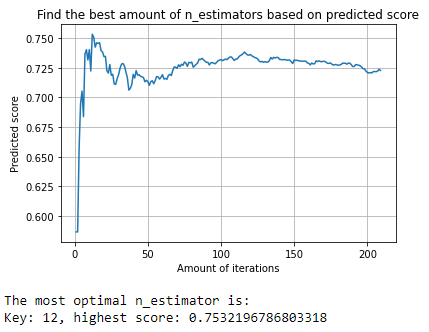 Find the best amount of n_estimators based on predicted score
0.750
0.725
0.700
0.675
0.650
0.625
0.600
Predicted score
0 50 100 150 200
Amount of iterations
The most optimal n_estimator is:
Key: 12, highest score: 0.7532196786803318